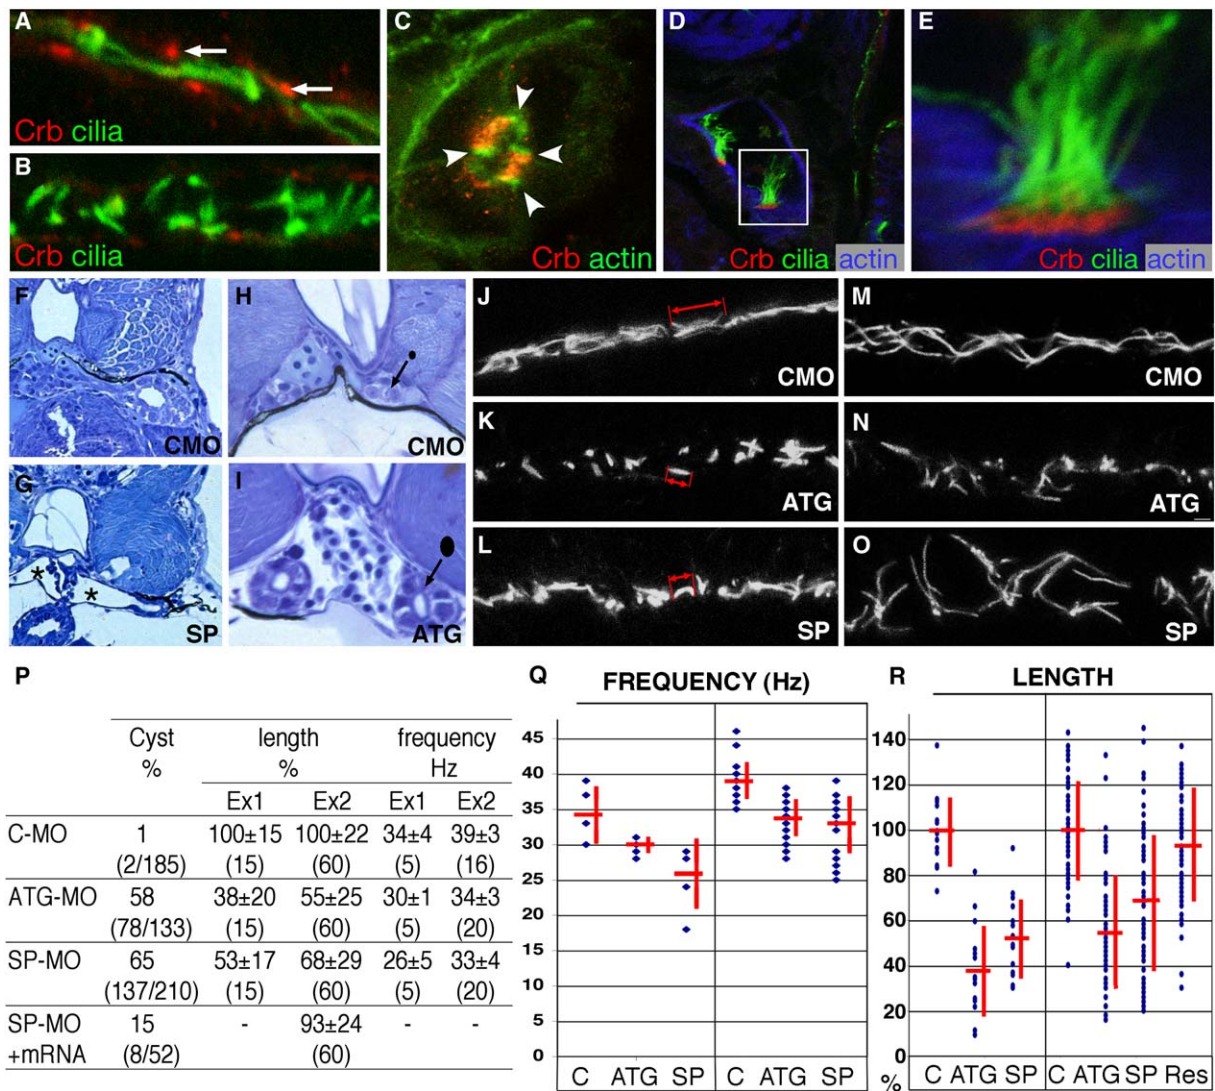 A
Crb cilia
B
Crb cilia
C
Crb actin
D
Crb cilia actin
E
Crb cilia actin
F
CMO
G
* *
SP
H
CMO
I
ATG
J
CMO
K
ATG
L
SP
M
CMO
N
ATG
O
SP
P
Cyst length frequency
% % Hz
Ex1 Ex2 Ex1 Ex2
C-MO 1 100±15 100±22 34±4 39±3
(2/185) (15) (60) (5) (16)
ATG-MO 58 38±20 55±25 30±1 34±3
(78/133) (15) (60) (5) (20)
SP-MO 65 53±17 68±29 26±5 33±4
(137/210) (15) (60) (5) (20)
SP-MO 15 - 93±24 - -
+mRNA (8/52) (60)
Q
FREQUENCY (Hz)
45
40
35
30
25
20
15
10
5
0
C ATG SP C ATG SP
R
LENGTH
140
120
100
80
60
40
20
0
% C ATG SP C ATG SP Res